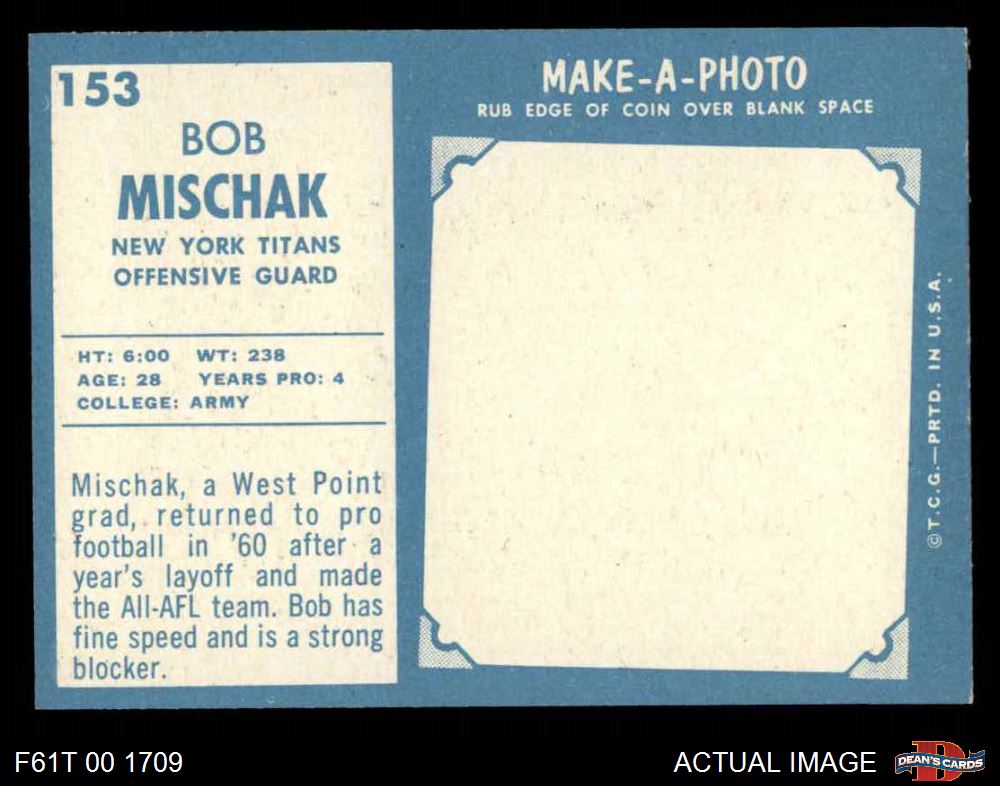 153
BOB
MISCHAK
NEW YORK TITANS
OFFENSIVE GUARD
HT: 6:00 WT: 238
AGE: 28 YEARS PRO: 4
COLLEGE: ARMY
Mischak, a West Point
grad, returned to pro
football in '60 after a
year's layoff and made
the All-AFL team. Bob has
fine speed and is a strong
blocker.
MAKE-A-PHOTO
RUB EDGE OF COIN OVER BLANK SPACE
©T.C.G.—PRTD. IN U.S.A.
F61T 00 1709
ACTUAL IMAGE
D
DEAN'S CARDS